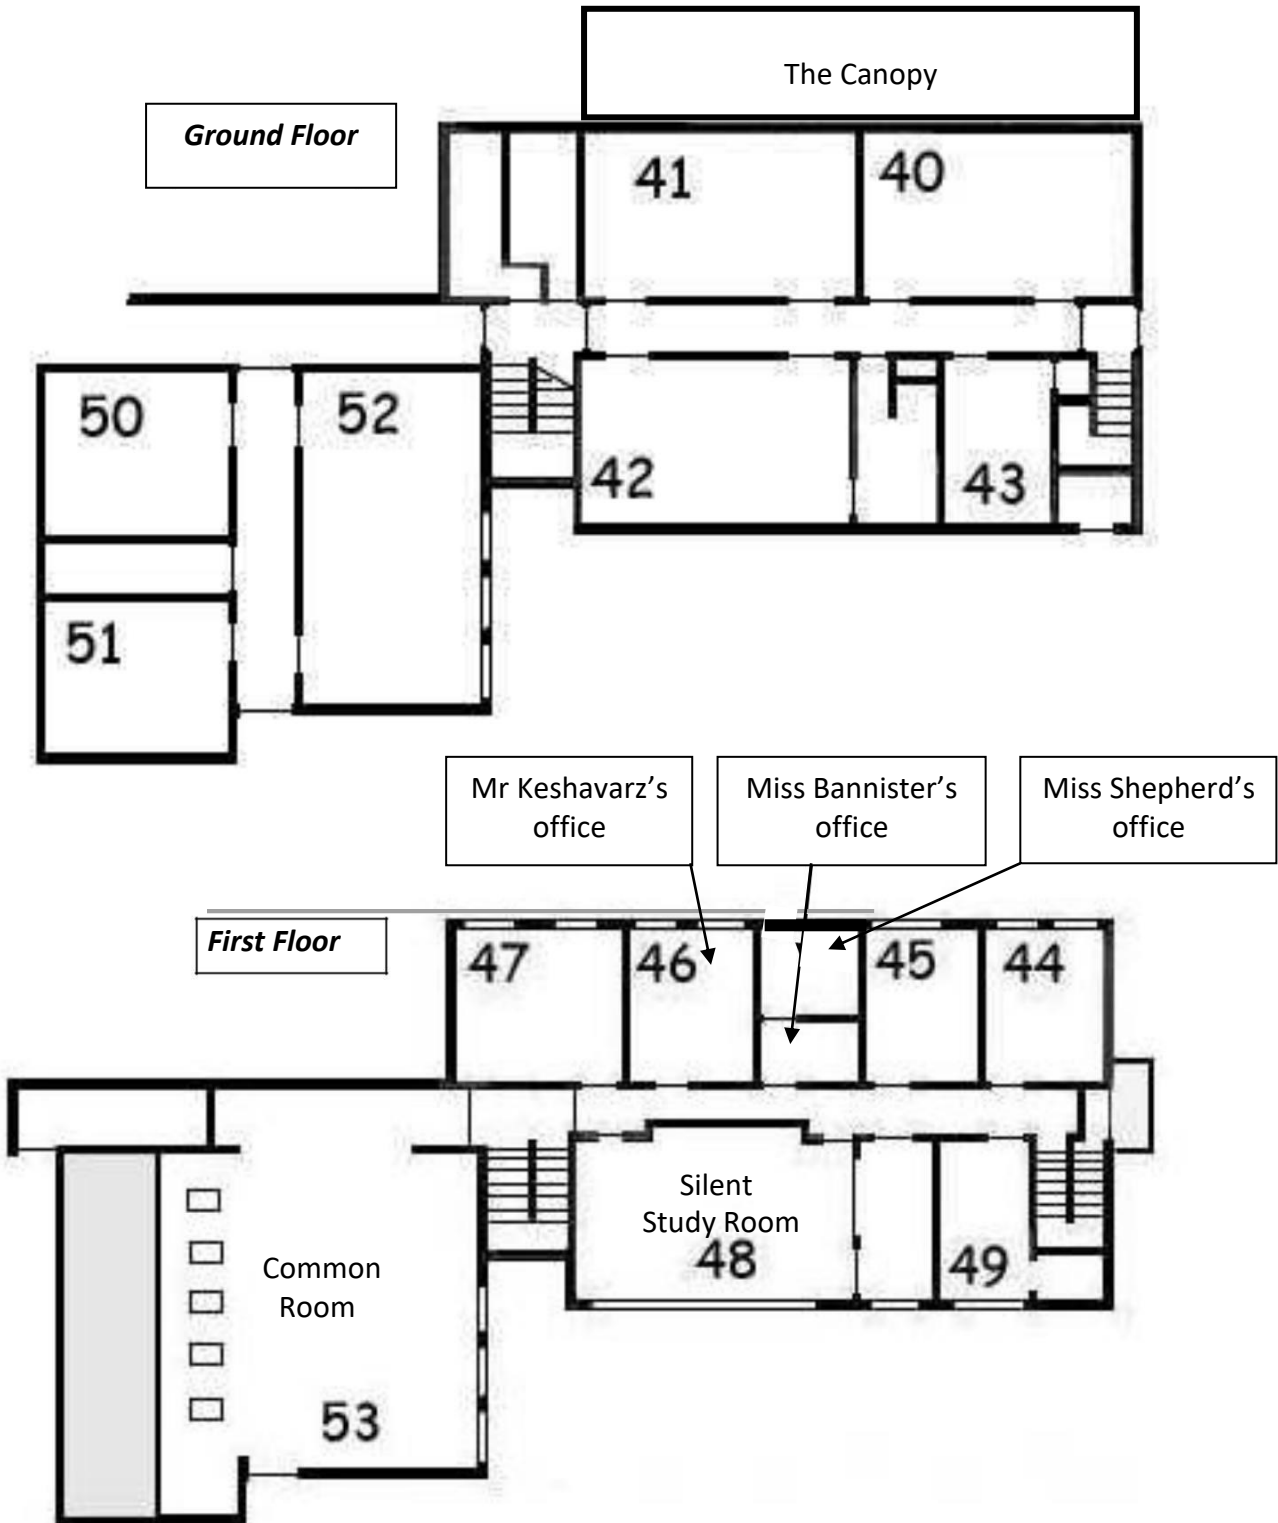 The Canopy
Ground Floor
41
40
50
52
42
43
51
Mr Keshavarz’s
office
Miss Bannister’s
office
Miss Shepherd’s
office
First Floor
47
46
45
44
Silent
Study Room
48
49
Common
Room
53